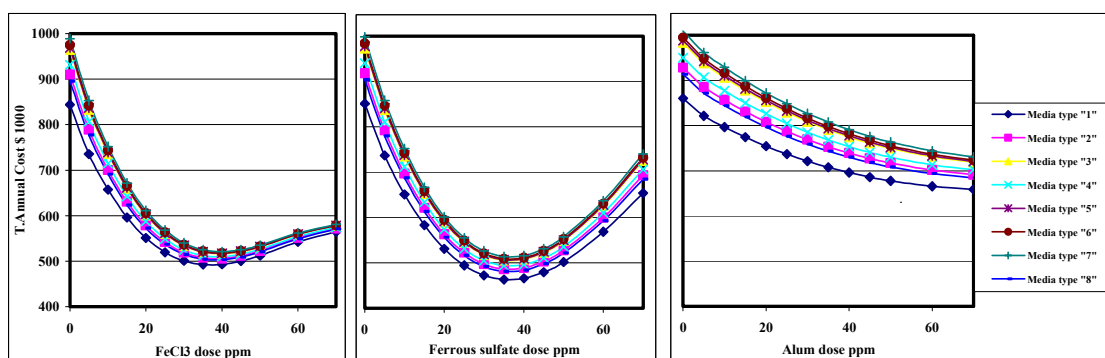 T.Annual Cost $ 1000
1000
900
800
700
600
500
400
0 20 40 60
FeCl3 dose ppm
0 20 40 60
Ferrous sulfate dose ppm
0 20 40 60
Alum dose ppm
Media type "1"
Media type "2"
Media type "3"
Media type "4"
Media type "5"
Media type "6"
Media type "7"
Media type "8"